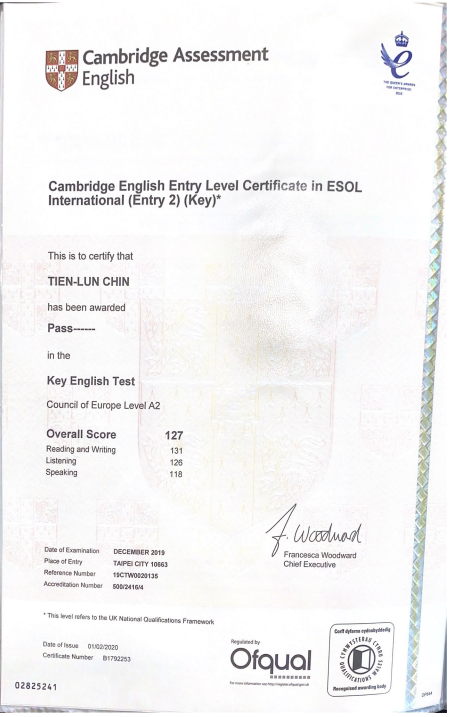 Cambridge Assessment
English
THE QUEEN'S AWARDS
FOR ENTERPRISE
Cambridge English Entry Level Certificate in ESOL
International (Entry 2) (Key)*
This is to certify that
TIEN-LUN CHIN
has been awarded
Pass------
in the
Key English Test
Council of Europe Level A2
Overall Score 127
Reading and Writing 131
Listening 126
Speaking 118
F. Woodward
Francesca Woodward
Chief Executive
Date of Examination DECEMBER 2019
Place of Entry TAIPEI CITY 10663
Reference Number 19CTW0020135
Accreditation Number 500/2416/4
* This level refers to the UK National Qualifications Framework
Date of Issue 01/02/2020
Certificate Number B1792253
Regulated by
Ofqual
For more information see http://register.ofqual.gov.uk
Corff dyfarnu cydnabyddedig
CYMWYSTERAU CYMRU
QUALIFICATIONS WALES
Recognised awarding body
02825241